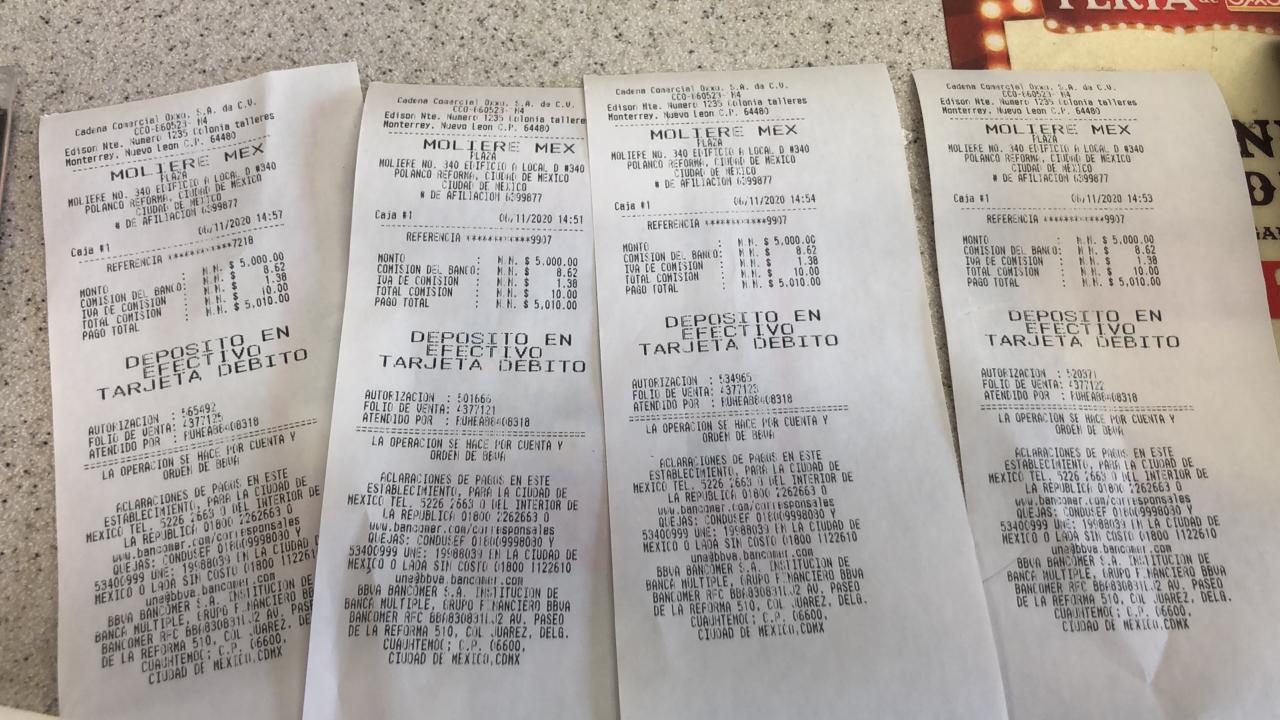 Cadena Comercial Oxxo, S.A. de C.V.
CCO-860523- N4
Edison Nte. Numero 1235 Colonia talleres
Monterrey, Nuevo Leon C.P. 64480
MOLIERE MEX
PLAZA
MOLIERE NO. 340 EDIFICIO A LOCAL D #340
POLANCO REFORMA, CIUDAD DE MEXICO
CIUDAD DE MEXICO
# DE AFILIACION 6399877
06/11/2020 14:57
Caja #1
REFERENCIA ************7218
MONTO : M.N. $ 5,000.00
COMISION DEL BANCO: M.N. $ 8.62
IVA DE COMISION : M.N. $ 1.38
TOTAL COMISION : M.N. $ 10.00
PAGO TOTAL M.N. $ 5,010.00
DEPOSITO EN
EFECTIVO
TARJETA DEBITO
AUTORIZACION :
FOLIO DE VENTA: 4377125
ATENDIDO POR : RUHEA88408318
LA OPERACION SE HACE POR CUENTA Y
ORDEN DE BBVA
ACLARACIONES DE PAGOS EN ESTE
ESTABLECIMIENTO, PARA LA CIUDAD DE
MEXICO TEL. 5226 2663 O DEL INTERIOR DE
LA REPUBLICA 01800 2262663 O
www.bancomer.com/corresponsales
QUEJAS: CONDUSEF 018009998080 Y
53400999 UNE: 19988039 EN LA CIUDAD D
MEXICO O LADA SIN COSTO 01800 112261
une@bbva.bancomer.com
BBVA BANCOMER S.A. INSTITUCION DE
BANCA MULTIPLE, GRUPO FINANCIERO BBVA
BANCOMER RFC BBA830831LJ2 AV. PASE
DE LA REFORMA 510, COL JUAREZ, DE
CUAUHTEMOC; C.P. 06600,
CIUDAD DE MEXICO,CDMX
Cadena Comercial Oxxo, S.A. de C.V.
CCO-860523- N4
Edison Nte. Numero 1235 Colonia tallere
Monterrey, Nuevo Leon C.P. 64480
MOLIERE MEX
PLAZA
MOLIERE NO. 340 EDIFICIO A LOCAL D #340
POLANCO REFORMA, CIUDAD DE MEXICO
CIUDAD DE MEXICO
# DE AFILIACION 6399877
Caja #1 06/11/2020 14:51
REFERENCIA ************9907
MONTO : M.N. $ 5,000.00
COMISION DEL BANCO: M.N. $ 8.62
IVA DE COMISION : M.N. $ 1.38
TOTAL COMISION : M.N. $ 10.00
PAGO TOTAL M.N. $ 5,010.00
DEPOSITO EN
EFECTIVO
TARJETA DEBITO
AUTORIZACION : 501666
FOLIO DE VENTA: 4377121
ATENDIDO POR : RUHEA88408318
LA OPERACION SE HACE POR CUENTA Y
ORDEN DE BBVA
ACLARACIONES DE PAGOS EN ESTE
ESTABLECIMIENTO, PARA LA CIUDAD DE
MEXICO TEL. 5226 2663 O DEL INTERIOR DE
LA REPUBLICA 01800 2262663 O
www.bancomer.com/corresponsales
QUEJAS: CONDUSEF 018009998080 Y
53400999 UNE: 19988039 EN LA CIUDAD DE
MEXICO O LADA SIN COSTO 01800 1122610
une@bbva.bancomer.com
BBVA BANCOMER S.A. INSTITUCION DE
BANCA MULTIPLE, GRUPO FINANCIERO BBVA
BANCOMER RFC BBA830831LJ2 AV. PASEO
DE LA REFORMA 510, COL JUAREZ, DELG.
CUAUHTEMOC; C.P. 06600,
CIUDAD DE MEXICO,CDMX
Cadena Comercial Oxxo, S.A. de C.V.
CCO-860523- N4
Edison Nte. Numero 1235 Colonia talleres
Monterrey, Nuevo Leon C.P. 64480
MOLIERE MEX
PLAZA
MOLIERE NO. 340 EDIFICIO A LOCAL D #340
POLANCO REFORMA, CIUDAD DE MEXICO
CIUDAD DE MEXICO
# DE AFILIACION 6399877
Caja #1 06/11/2020 14:54
REFERENCIA ************9907
MONTO : M.N. $ 5,000.00
COMISION DEL BANCO: M.N. $ 8.62
IVA DE COMISION : M.N. $ 1.38
TOTAL COMISION : M.N. $ 10.00
PAGO TOTAL M.N. $ 5,010.00
DEPOSITO EN
EFECTIVO
TARJETA DEBITO
AUTORIZACION : 534965
FOLIO DE VENTA: 4377123
ATENDIDO POR : RUHEA88408318
LA OPERACION SE HACE POR CUENTA Y
ORDEN DE BBVA
ACLARACIONES DE PAGOS EN ESTE
ESTABLECIMIENTO, PARA LA CIUDAD DE
MEXICO TEL. 5226 2663 O DEL INTERIOR DE
LA REPUBLICA 01800 2262663 O
www.bancomer.com/corresponsales
QUEJAS: CONDUSEF 018009998080 Y
53400999 UNE: 19988039 EN LA CIUDAD DE
MEXICO O LADA SIN COSTO 01800 1122610
une@bbva.bancomer.com
BBVA BANCOMER S.A. INSTITUCION DE
BANCA MULTIPLE, GRUPO FINANCIERO BBVA
BANCOMER RFC BBA830831LJ2 AV. PASEO
DE LA REFORMA 510, COL JUAREZ, DELG.
CUAUHTEMOC; C.P. 06600,
CIUDAD DE MEXICO,CDMX
Cadena Comercial Oxxo, S.A. de C.V.
CCO-860523- N4
Edison Nte. Numero 1235 Colonia talleres
Monterrey, Nuevo Leon C.P. 64480
MOLIERE MEX
PLAZA
MOLIERE NO. 340 EDIFICIO A LOCAL D #340
POLANCO REFORMA, CIUDAD DE MEXICO
CIUDAD DE MEXICO
# DE AFILIACION 6399877
Caja #1 06/11/2020 14:53
REFERENCIA ************9907
MONTO : M.N. $ 5,000.00
COMISION DEL BANCO: M.N. $ 8.62
IVA DE COMISION : M.N. $ 1.38
TOTAL COMISION : M.N. $ 10.00
PAGO TOTAL M.N. $ 5,010.00
DEPOSITO EN
EFECTIVO
TARJETA DEBITO
AUTORIZACION : 520371
FOLIO DE VENTA: 4377122
ATENDIDO POR : RUHEA88408318
LA OPERACION SE HACE POR CUENTA Y
ORDEN DE BBVA
ACLARACIONES DE PAGOS EN ESTE
ESTABLECIMIENTO, PARA LA CIUDAD DE
MEXICO TEL. 5226 2663 O DEL INTERIOR DE
LA REPUBLICA 01800 2262663 O
www.bancomer.com/corresponsales
QUEJAS: CONDUSEF 018009998080 Y
53400999 UNE: 19988039 EN LA CIUDAD DE
MEXICO O LADA SIN COSTO 01800 1122610
une@bbva.bancomer.com
BBVA BANCOMER S.A. INSTITUCION DE
BANCA MULTIPLE, GRUPO FINANCIERO BBVA
BANCOMER RFC BBA830831LJ2 AV. PASEO
DE LA REFORMA 510, COL JUAREZ, DELG.
CUAUHTEMOC; C.P. 06600,
CIUDAD DE MEXICO,CDMX
FERIA de OXXO